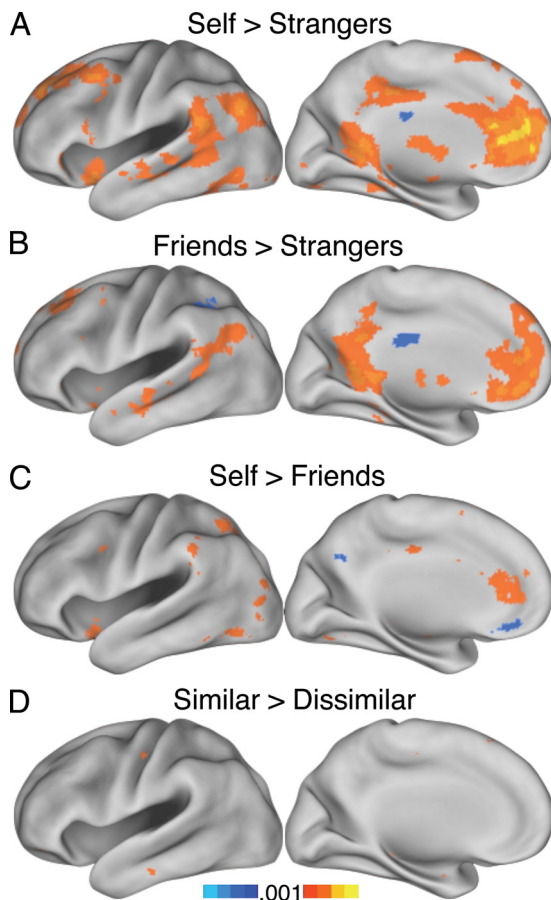 A
Self > Strangers
B
Friends > Strangers
C
Self > Friends
D
Similar > Dissimilar
.001